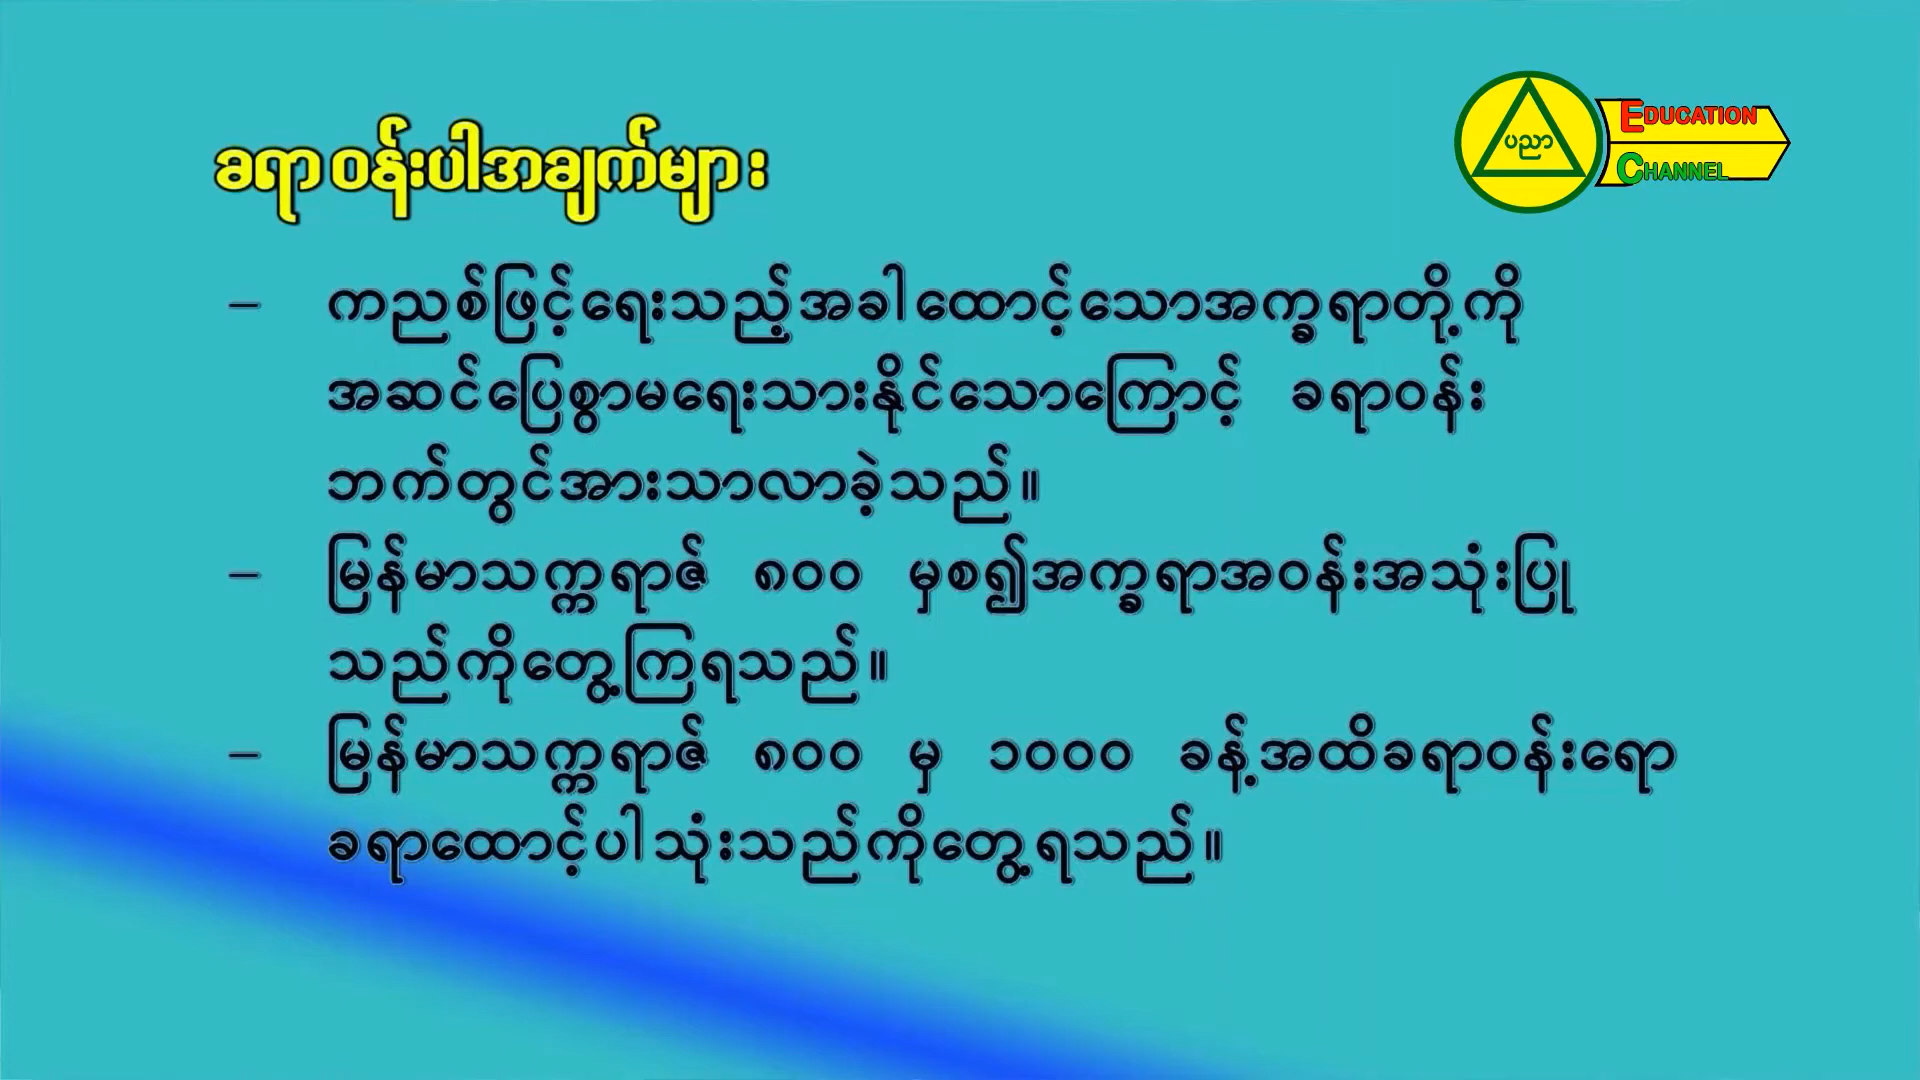 ခရာဝန်းပါအချက်များ
ပညာ
EDUCATION
CHANNEL
– ကညစ်ဖြင့်ရေးသည့်အခါထောင့်သောအက္ခရာတို့ကို
အဆင်ပြေစွာမရေးသားနိုင်သောကြောင့် ခရာဝန်း
ဘက်တွင်အားသာလာခဲ့သည်။
– မြန်မာသက္ကရာဇ် ၈၀၀ မှစ၍အက္ခရာအဝန်းအသုံးပြု
သည်ကိုတွေ့ကြရသည်။
– မြန်မာသက္ကရာဇ် ၈၀၀ မှ ၁၀၀၀ ခန့်အထိခရာဝန်းရော
ခရာထောင့်ပါသုံးသည်ကိုတွေ့ရသည်။